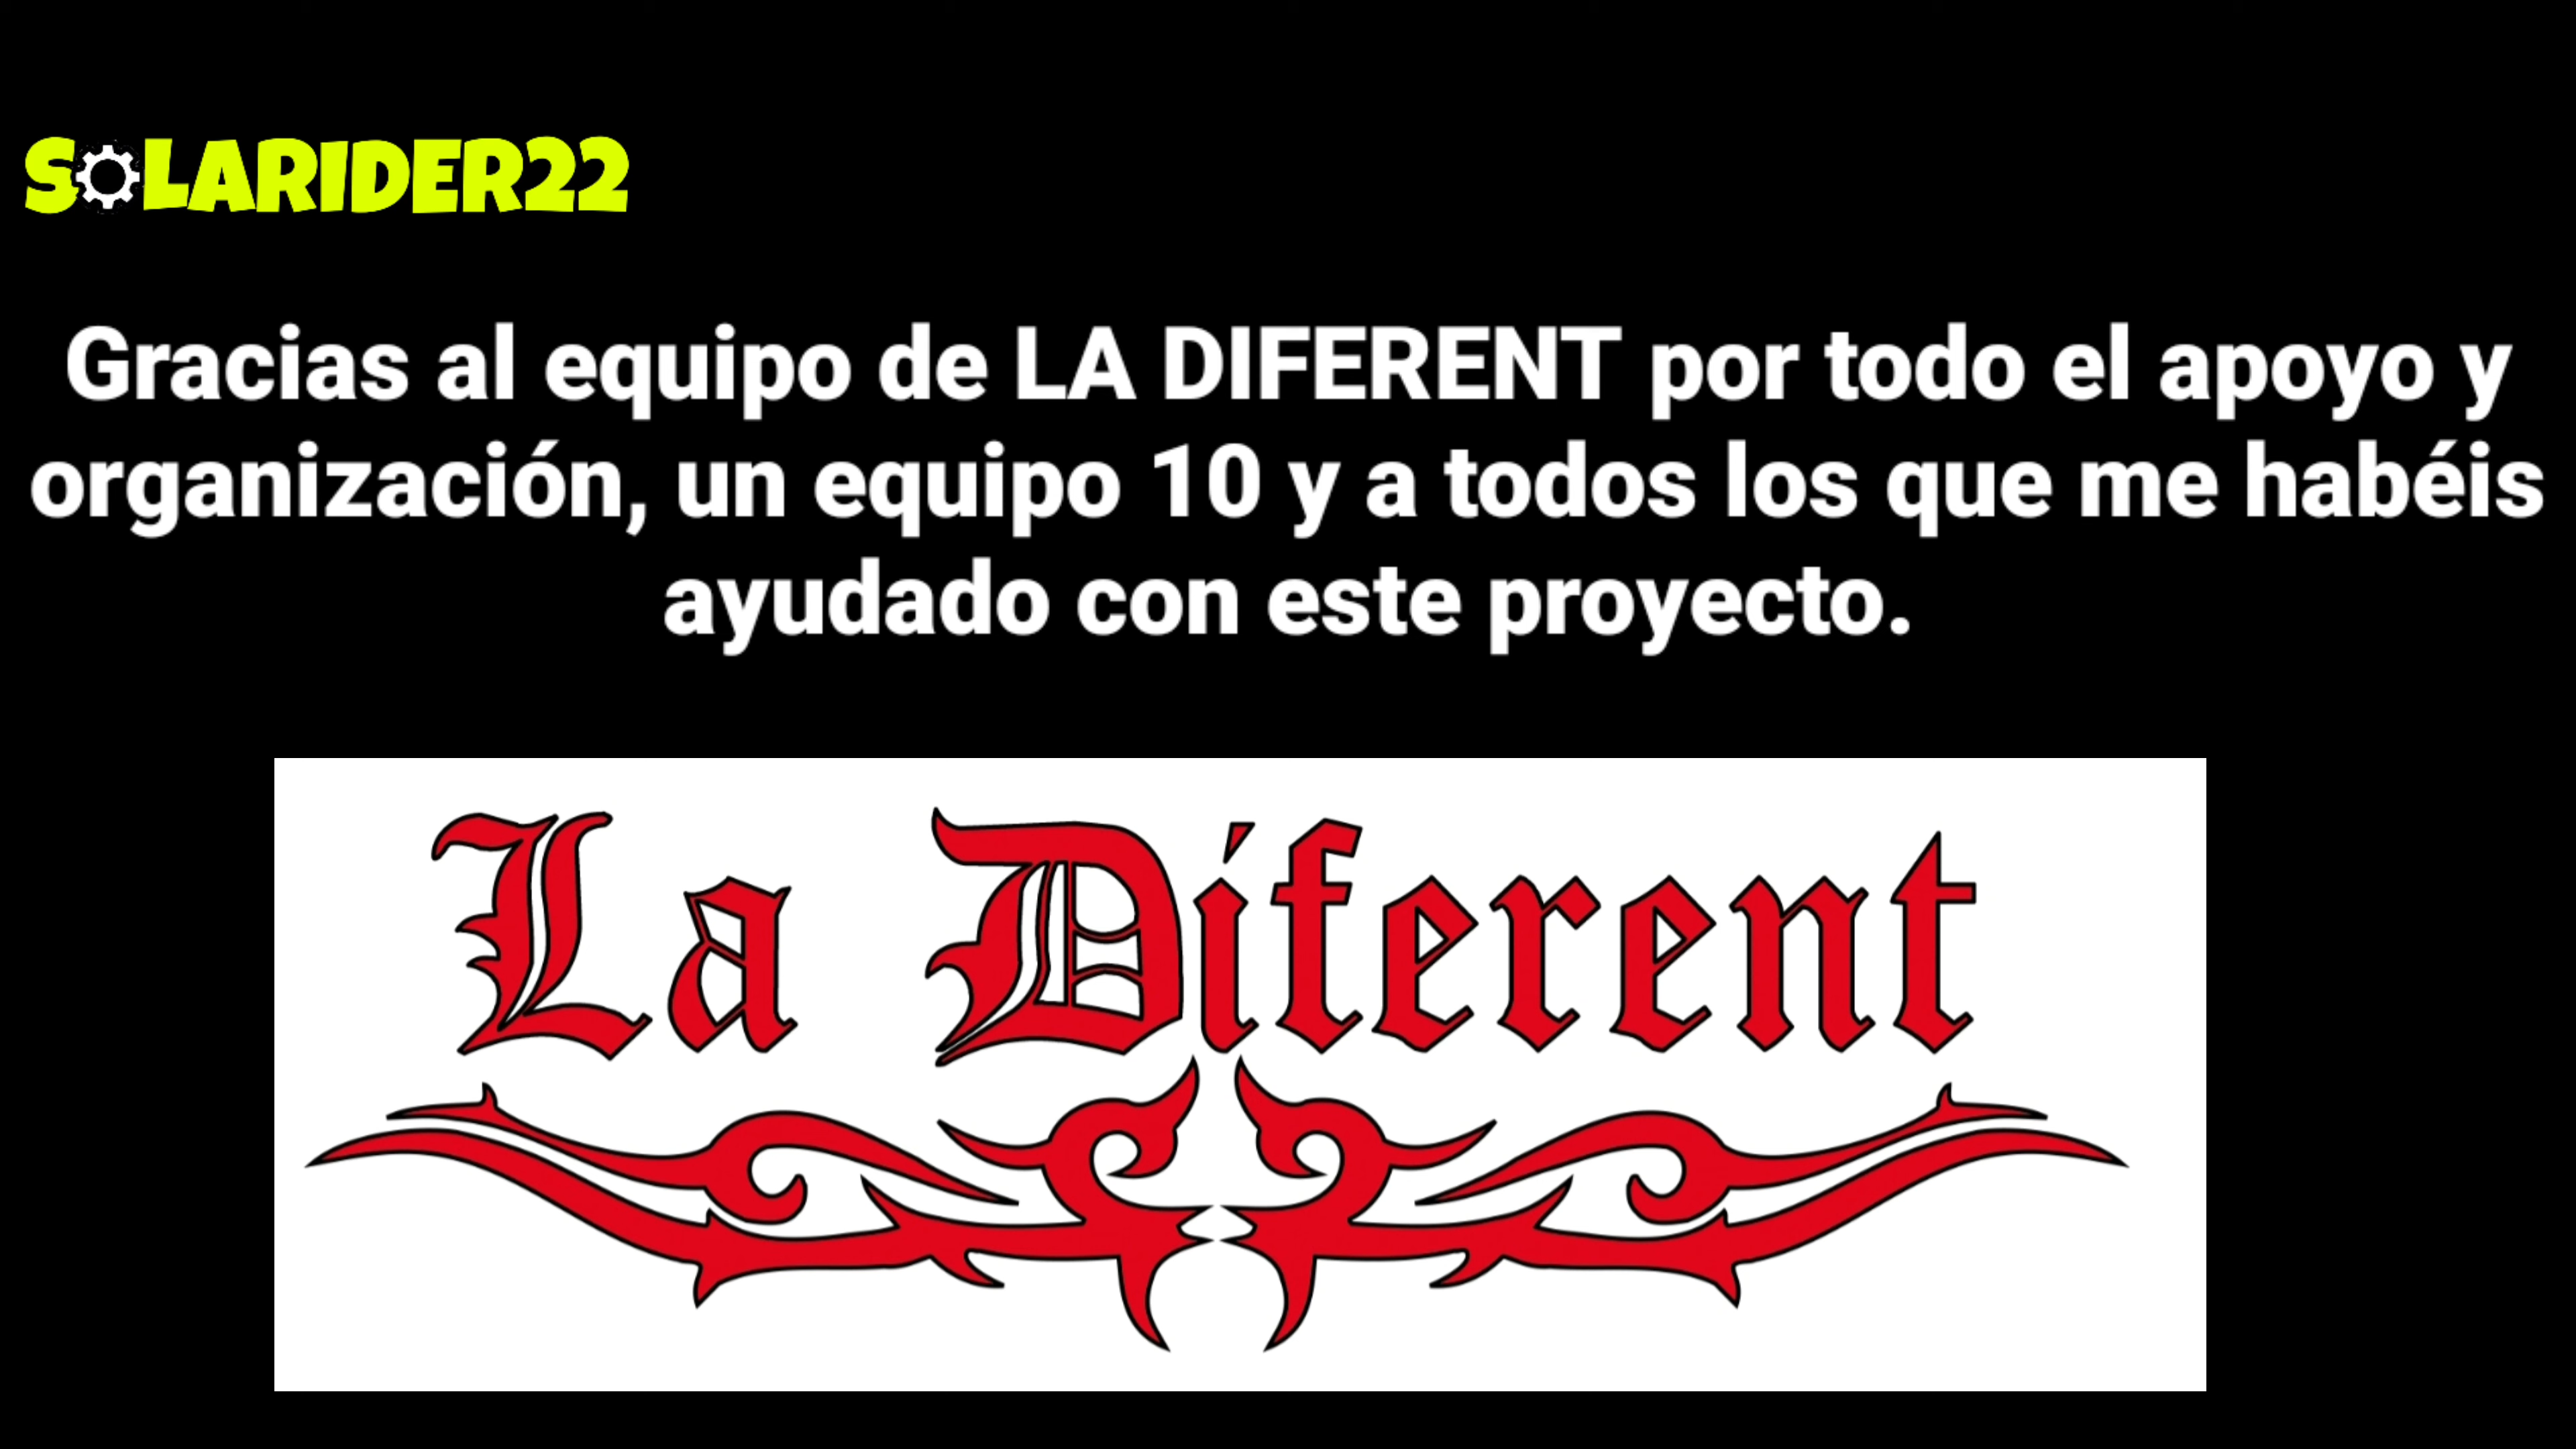 SOLARIDER22
Gracias al equipo de LA DIFERENT por todo el apoyo y
organización, un equipo 10 y a todos los que me habéis
ayudado con este proyecto.
La Diferent